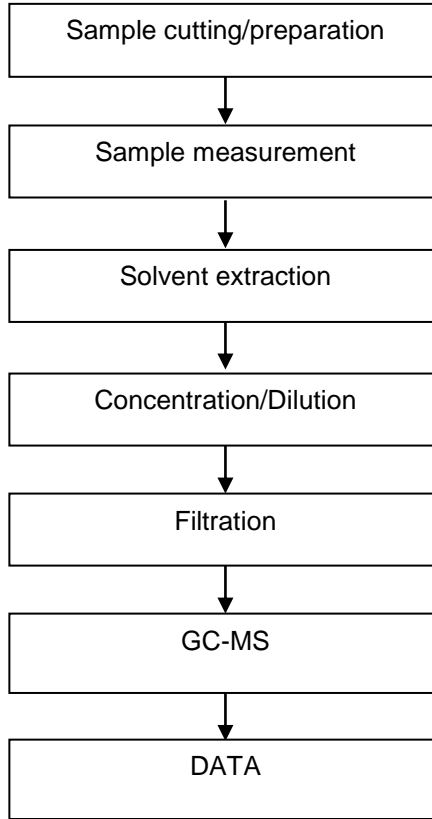 Sample cutting/preparation
Sample measurement
Solvent extraction
Concentration/Dilution
Filtration
GC-MS
DATA